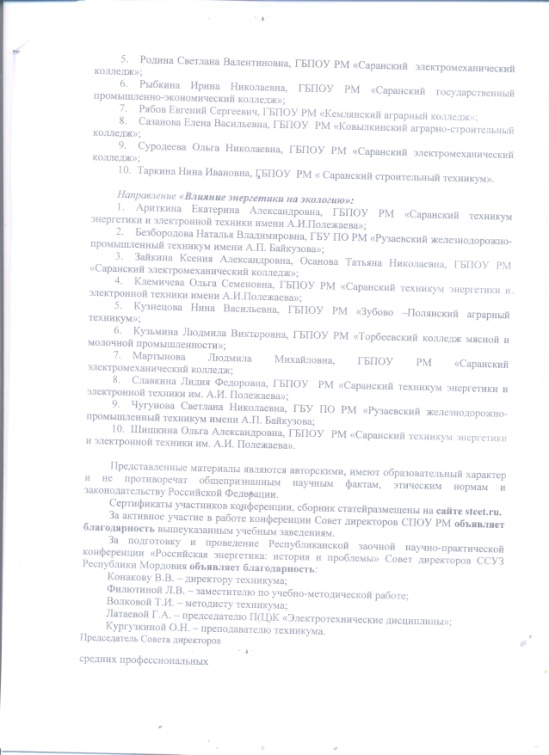 5. Родина Светлана Валентиновна, ГБПОУ РМ «Саранский электромеханический
колледж»;
6. Рыбкина Ирина Николаевна, ГБПОУ РМ «Саранский государственный
промышленно-экономический колледж»;
7. Рябов Евгений Сергеевич, ГБПОУ РМ «Кемлянский аграрный колледж»;
8. Сазанова Елена Васильевна, ГБПОУ РМ «Ковылкинский аграрно-строительный
колледж»;
9. Суродеева Ольга Николаевна, ГБПОУ РМ «Саранский электромеханический
колледж»;
10. Таркина Нина Ивановна, ГБПОУ РМ « Саранский строительный техникум».
Направление «Влияние энергетики на экологию»:
1. Ариткина Екатерина Александровна, ГБПОУ РМ «Саранский техникум
энергетики и электронной техники имени А.И.Полежаева»;
2. Безбородова Наталья Владимировна, ГБУ ПО РМ «Рузаевский железнодорожно-
промышленный техникум имени А.П. Байкузова»;
3. Зайкина Ксения Александровна, Осанова Татьяна Николаевна, ГБПОУ РМ
«Саранский электромеханический колледж»;
4. Клемичева Ольга Семеновна, ГБПОУ РМ «Саранский техникум энергетики и
электронной техники имени А.И.Полежаева»;
5. Кузнецова Нина Васильевна, ГБПОУ РМ «Зубово –Полянский аграрный
техникум»;
6. Кузьмина Людмила Викторовна, ГБПОУ РМ «Торбеевский колледж мясной и
молочной промышленности»;
7. Мартынова Людмила Михайловна, ГБПОУ РМ «Саранский
электромеханический колледж;
8. Славкина Лидия Федоровна, ГБПОУ РМ «Саранский техникум энергетики и
электронной техники им. А.И. Полежаева»;
9. Чугунова Светлана Николаевна, ГБУ ПО РМ «Рузаевский железнодорожно-
промышленный техникум имени А.П. Байкузова;
10. Шишкина Ольга Александровна, ГБПОУ РМ «Саранский техникум энергетики
и электронной техники им. А.И. Полежаева».
Представленные материалы являются авторскими, имеют образовательный характер
и не противоречат общепризнанным научным фактам, этическим нормам и
законодательству Российской Федерации.
Сертификаты участников конференции, сборник статейразмещены на сайте steet.ru.
За активное участие в работе конференции Совет директоров СПОУ РМ объявляет
благодарность вышеуказанным учебным заведениям.
За подготовку и проведение Республиканской заочной научно-практической
конференции «Российская энергетика: история и проблемы» Совет директоров ССУЗ
Республики Мордовия объявляет благодарность:
Конакову В.В. – директору техникума;
Филютиной Л.В. – заместителю по учебно-методической работе;
Волковой Т.И. – методисту техникума;
Латаевой Г.А. – председателю П(Ц)К «Электротехнические дисциплины»;
Кургузкиной О.Н. – преподавателю техникума.
Председатель Совета директоров
средних профессиональных